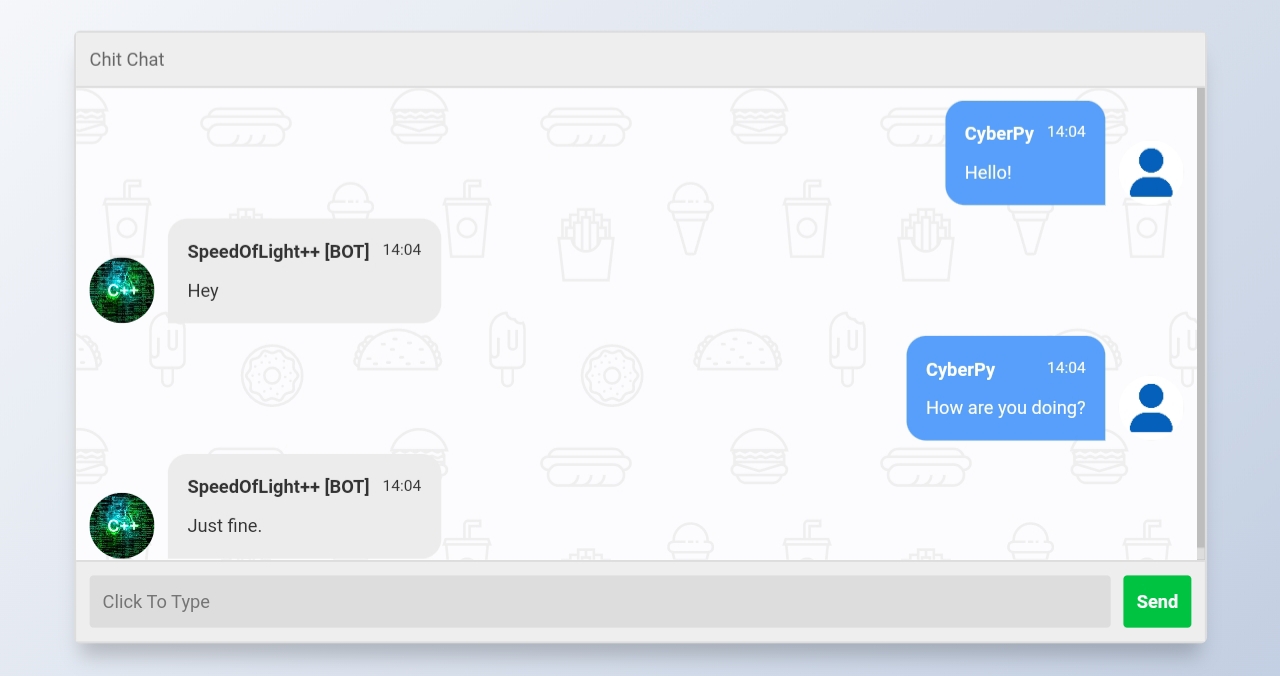 Chit Chat
CyberPy 14:04
Hello!
SpeedOfLight++ [BOT] 14:04
C++
Hey
CyberPy 14:04
How are you doing?
SpeedOfLight++ [BOT] 14:04
C++
Just fine.
Click To Type
Send